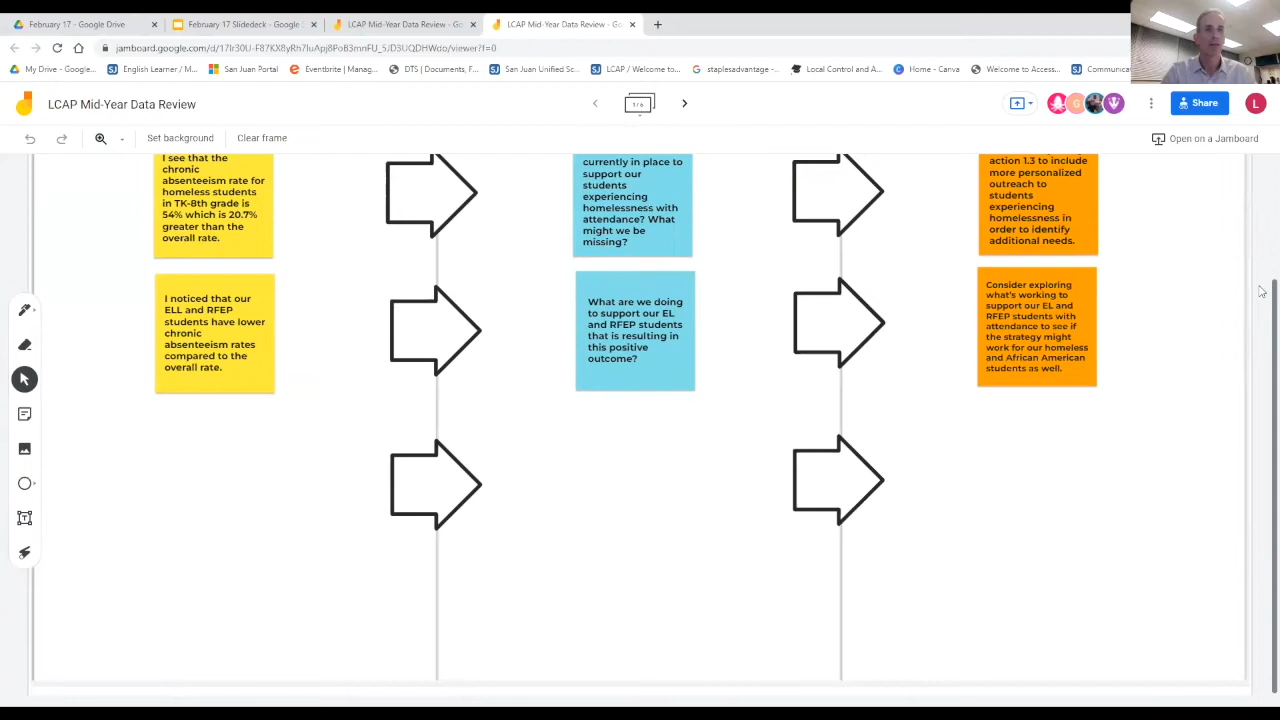 February 17 - Google Drive
February 17 Slidedeck - Google
LCAP Mid-Year Data Review - Go
LCAP Mid-Year Data Review - Go
jamboard.google.com/d/
/viewer?f=0
My Drive - Google...
English Learner / M...
San Juan Portal
Eventbrite | Manag...
DTS | Documents, F...
San Juan Unified Sc...
LCAP / Welcome to...
staplesadvantage -...
Local Control and A...
Home - Canva
Welcome to Access...
Communica
LCAP Mid-Year Data Review
1/6
Share
L
Set background
Clear frame
Open on a Jamboard
I see that the
chronic
absenteeism rate for
homeless students
in TK-8th grade is
54% which is 20.7%
greater than the
overall rate.
currently in place to
support our
students
experiencing
homelessness with
attendance? What
might we be
missing?
action 1.3 to include
more personalized
outreach to
students
experiencing
homelessness in
order to identify
additional needs.
I noticed that our
ELL and RFEP
students have lower
chronic
absenteeism rates
compared to the
overall rate.
What are we doing
to support our EL
and RFEP students
that is resulting in
this positive
outcome?
Consider exploring
what's working to
support our EL and
RFEP students with
attendance to see if
the strategy might
work for our homeless
and African American
students as well.